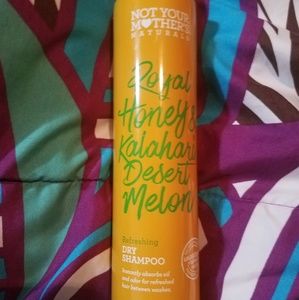 NOT YOUR
MOTHER'S
NATURALS
Royal
Honey &
Kalahari
Desert
Melon
Refreshing
DRY
SHAMPOO
Instantly absorbs oil
and odor for refreshed
hair between washes.